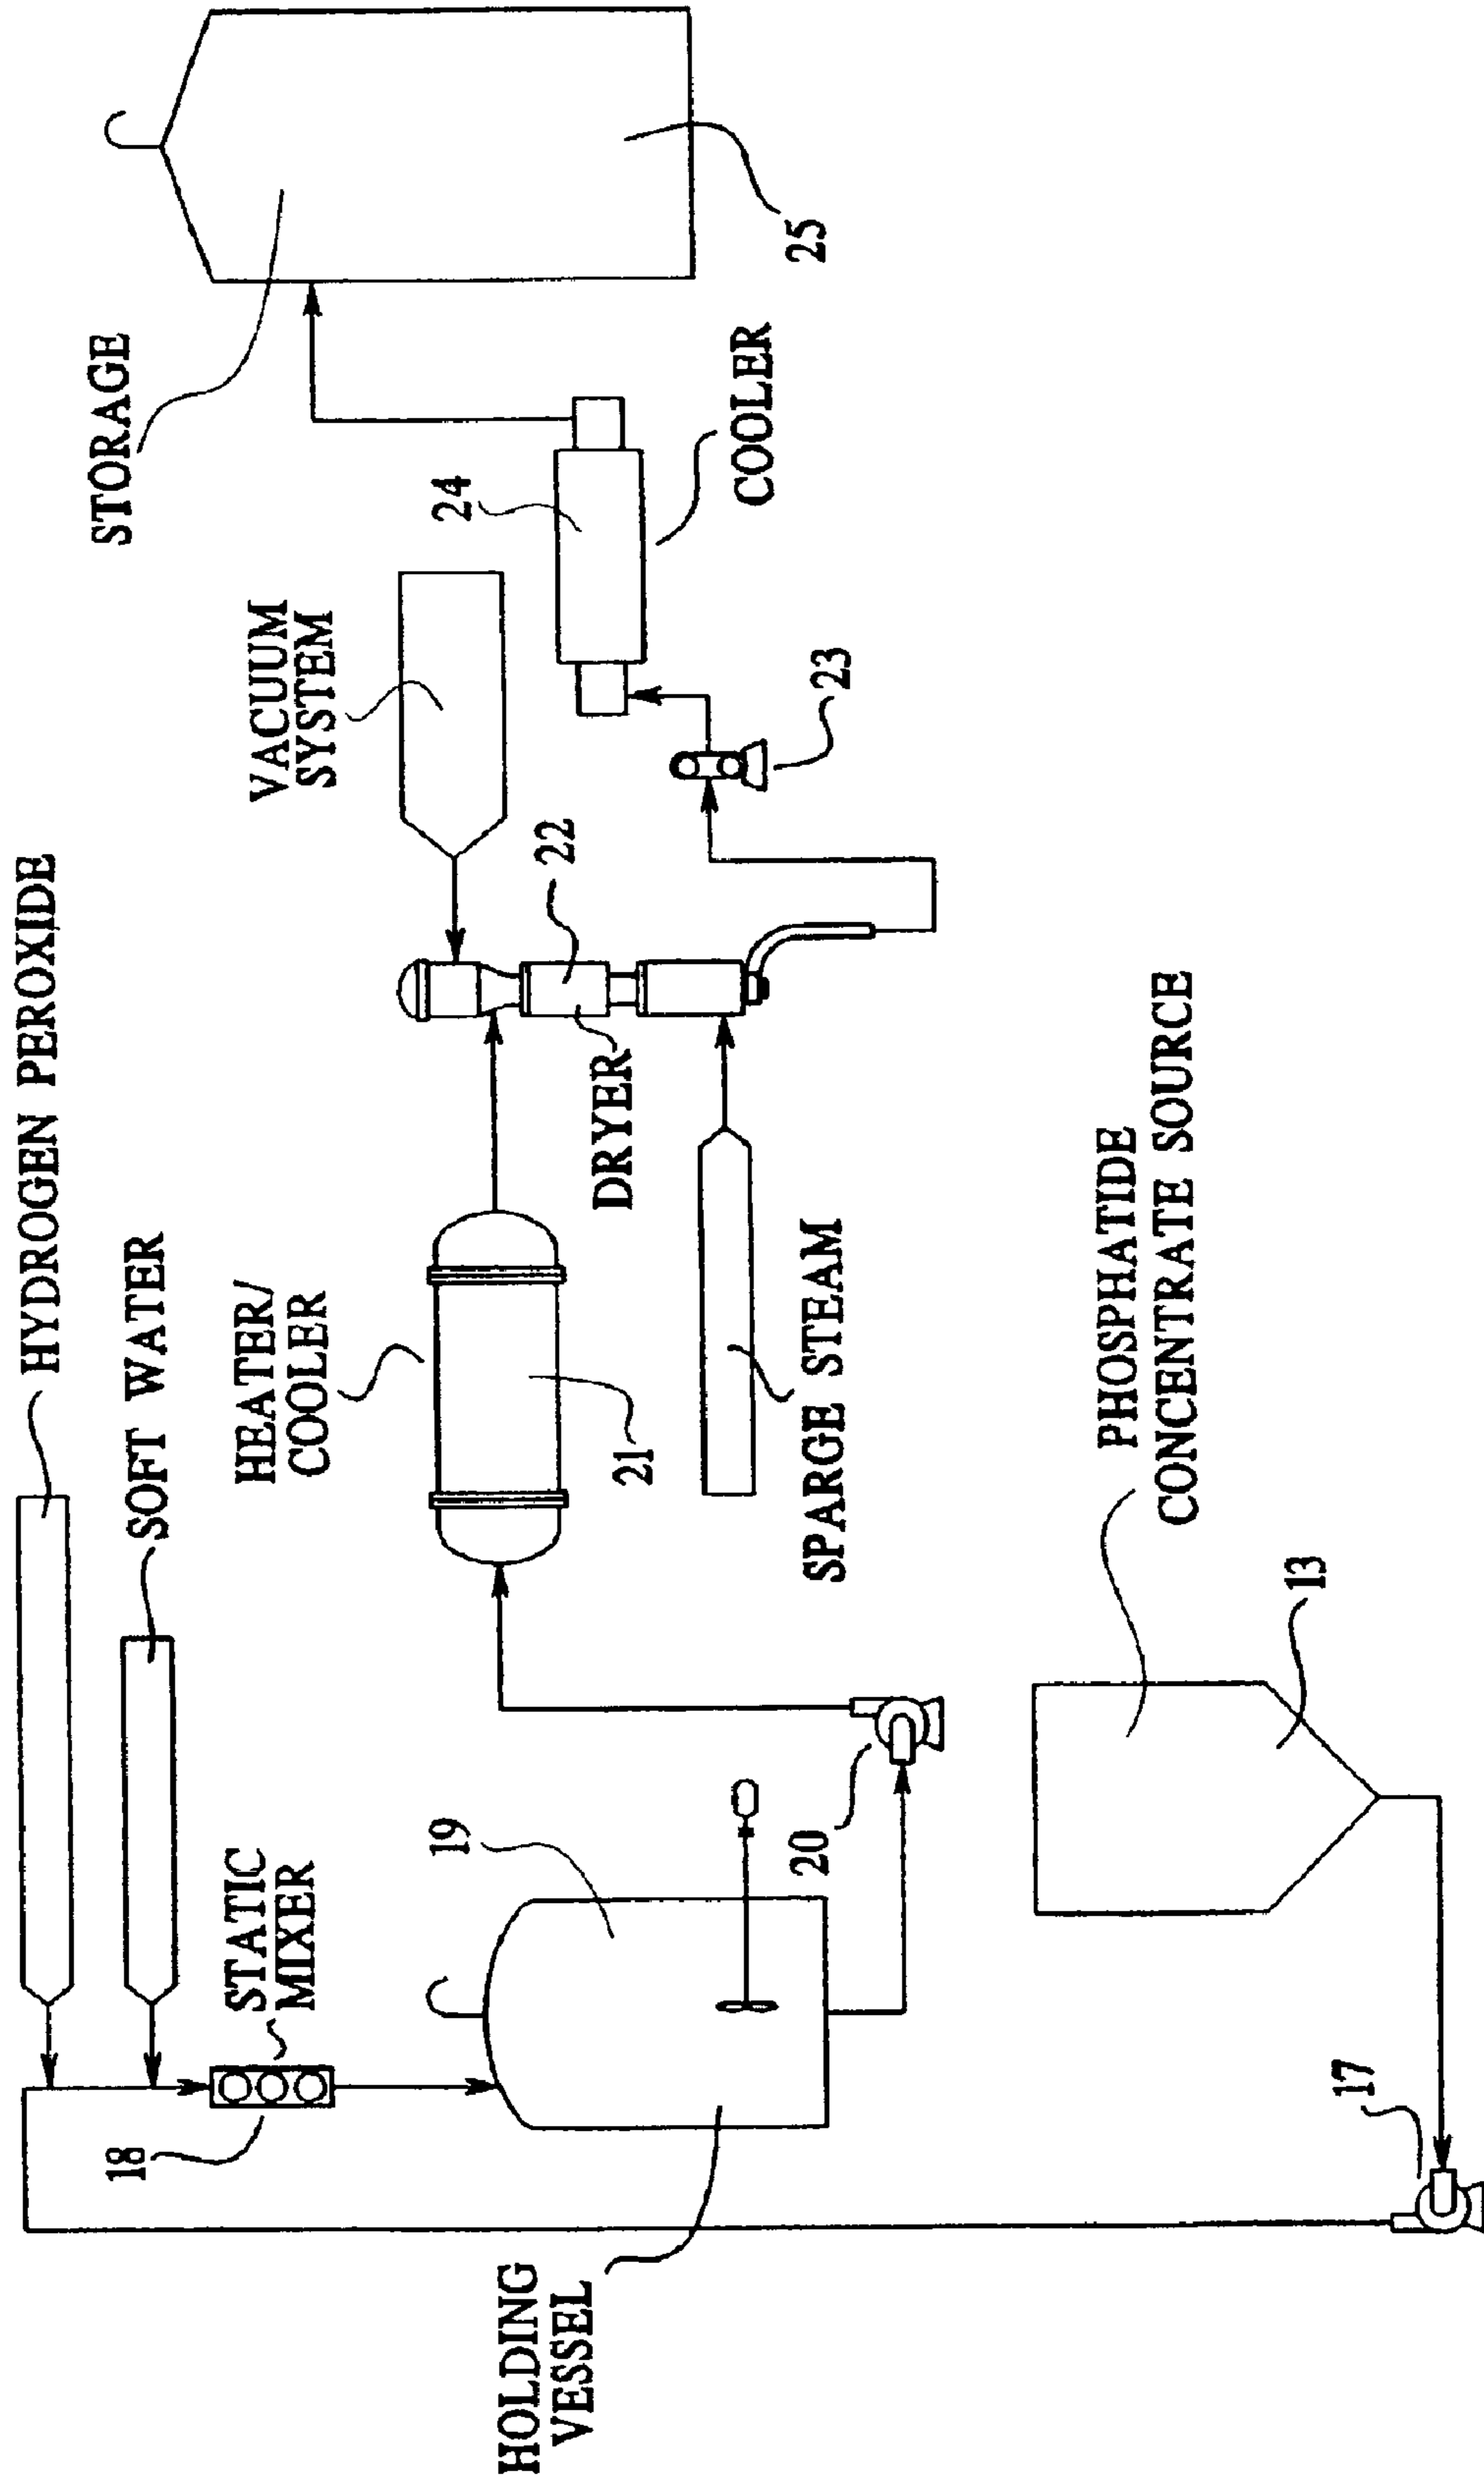 HYDROGEN PEROXIDE
SOFT WATER
18
STATIC
MIXER
HOLDING
VESSEL
19
20
HEATER/
COOLER
21
VACUUM
SYSTEM
22
DRYER
SPARGE STEAM
23
24
COOLER
STORAGE
25
PHOSPHATIDE
CONCENTRATE SOURCE
13
17